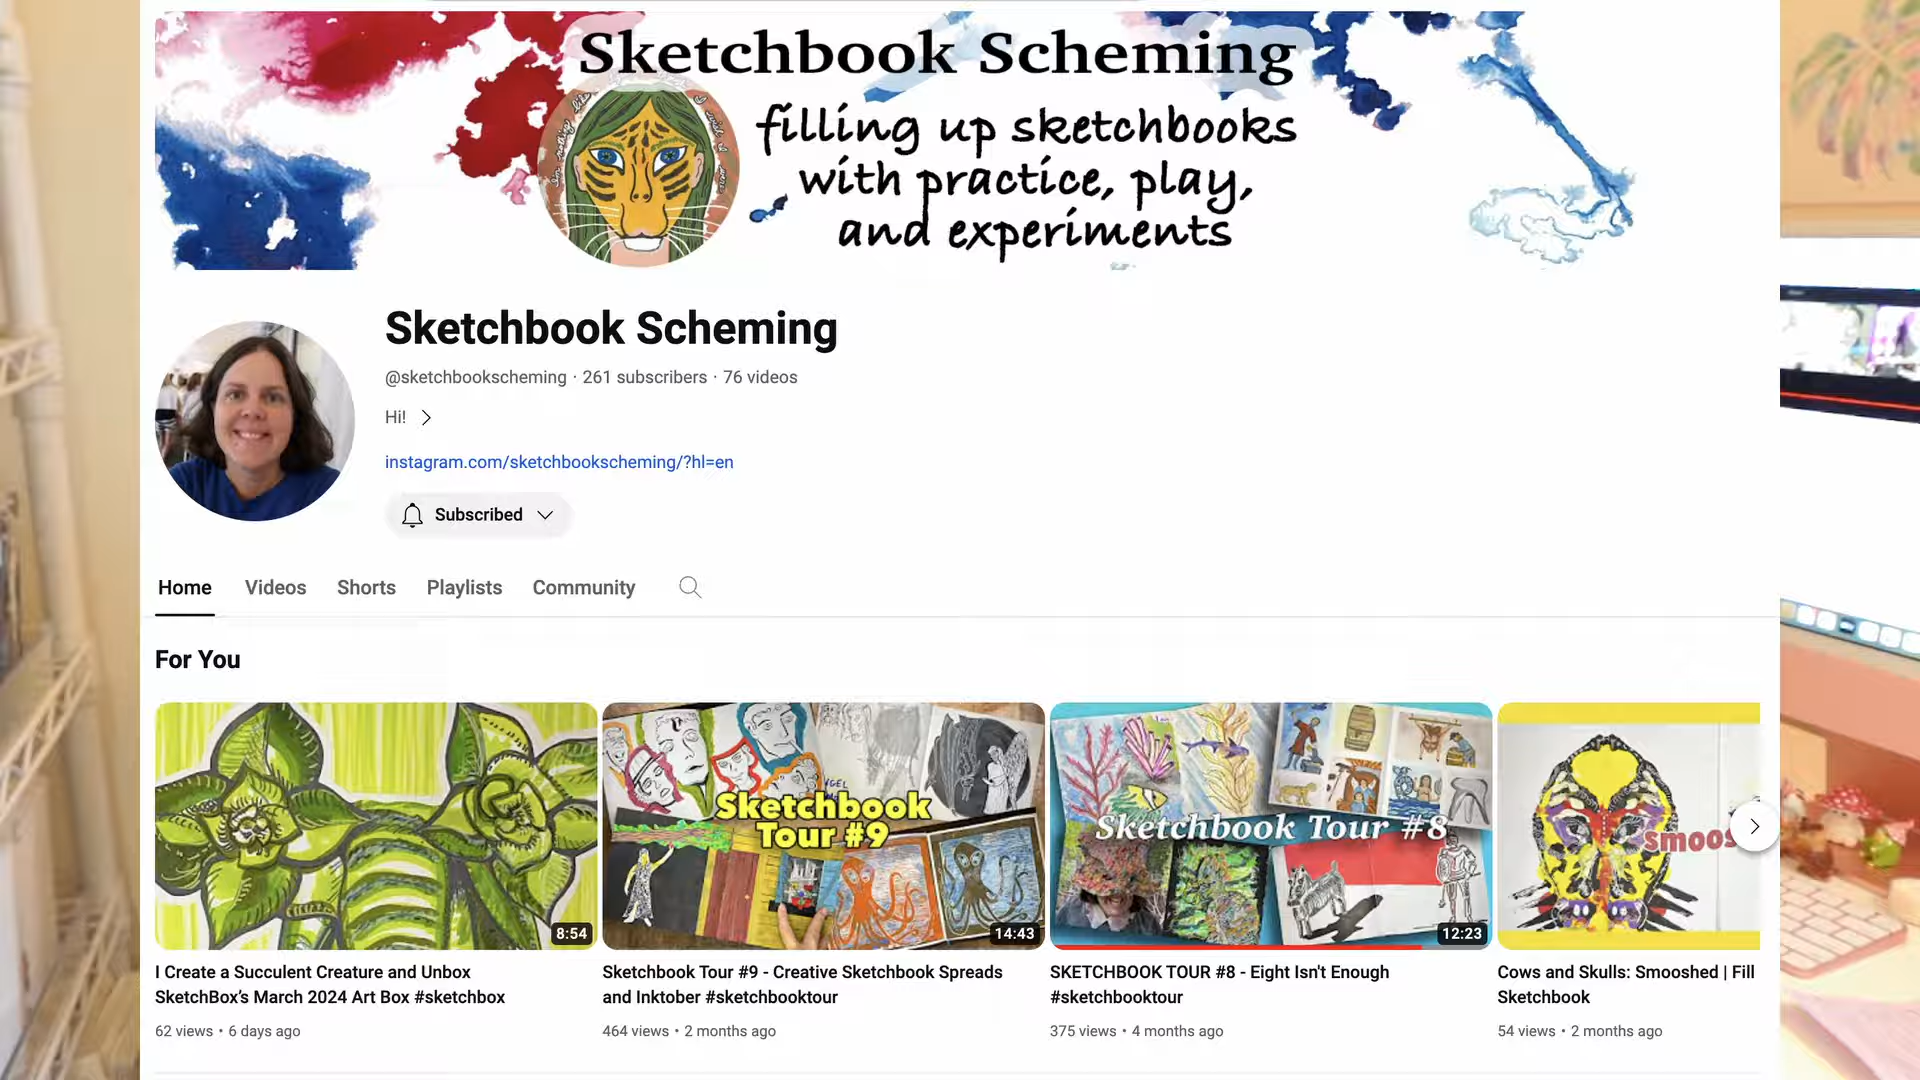 Sketchbook Scheming
filling up sketchbooks
with practice, play,
and experiments
Sketchbook Scheming
@sketchbookscheming · 261 subscribers · 76 videos
Hi!
instagram.com/sketchbookscheming/?hl=en
Subscribed
Home Videos Shorts Playlists Community
For You
Sketchbook
Tour #9
Sketchbook Tour #8
smoos
8:54
14:43
12:23
I Create a Succulent Creature and Unbox
SketchBox’s March 2024 Art Box #sketchbox
62 views • 6 days ago
Sketchbook Tour #9 - Creative Sketchbook Spreads
and Inktober #sketchbooktour
464 views • 2 months ago
SKETCHBOOK TOUR #8 - Eight Isn't Enough
#sketchbooktour
375 views • 4 months ago
Cows and Skulls: Smooshed | Fill
Sketchbook
54 views • 2 months ago